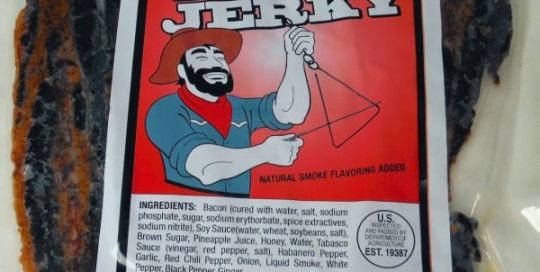 JERKY
NATURAL SMOKE FLAVORING ADDED
INGREDIENTS: Bacon (cured with water, salt, sodium
phosphate, sugar, sodium erythorbate, spice extractives,
sodium nitrite), Soy Sauce(water, wheat, soybeans, salt),
Brown Sugar, Pineapple Juice, Honey, Water, Tabasco
Sauce (vinegar, red pepper, salt), Habanero Pepper,
Garlic, Red Chili Pepper, Onion, Liquid Smoke, White
Pepper, Black Pepper, Ginger
U.S.
INSPECTED
AND PASSED BY
DEPARTMENT OF
AGRICULTURE
EST. 19387